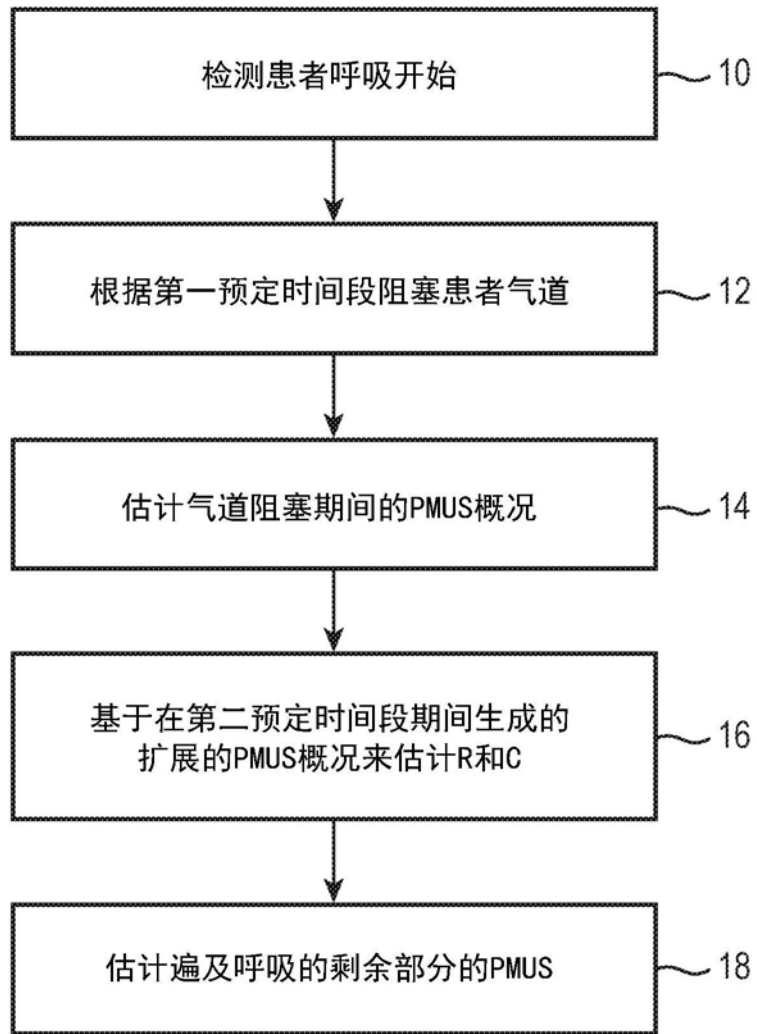 检测患者呼吸开始
10
根据第一预定时间段阻塞患者气道
12
估计气道阻塞期间的PMUS概况
14
基于在第二预定时间段期间生成的
扩展的PMUS概况来估计R和C
16
估计遍及呼吸的剩余部分的PMUS
18